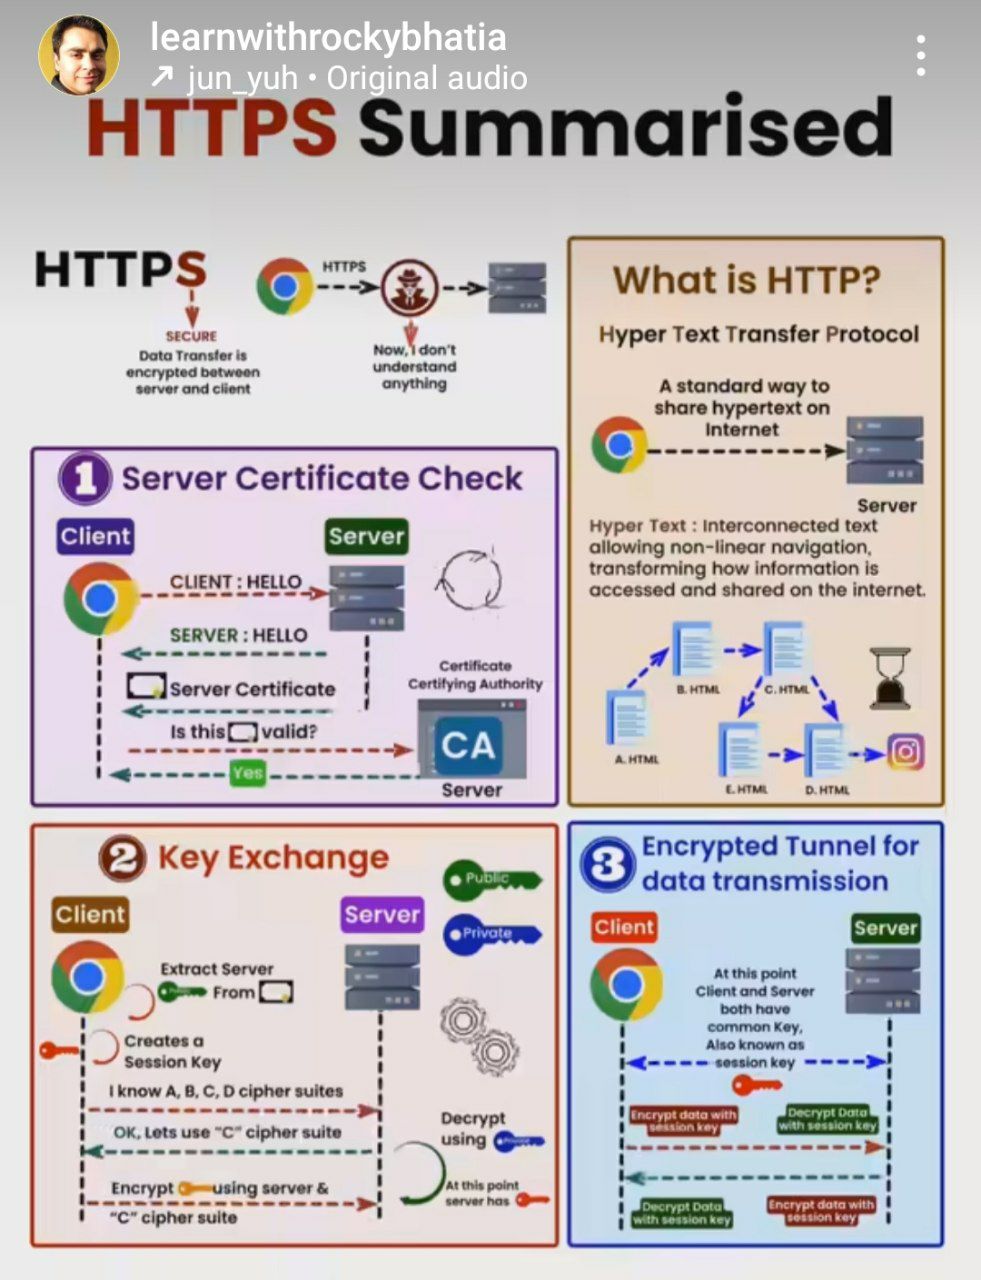 learnwithrockybhatia
jun_yuh • Original audio
HTTPS Summarised
HTTPS
SECURE
Data Transfer is
encrypted between
server and client
HTTPS
Now, I don't
understand
anything
What is HTTP?
Hyper Text Transfer Protocol
A standard way to
share hypertext on
Internet
Server
Hyper Text : Interconnected text
allowing non-linear navigation,
transforming how information is
accessed and shared on the internet.
A. HTML
B. HTML
C. HTML
E. HTML
D. HTML
1 Server Certificate Check
Client
Server
CLIENT : HELLO
SERVER : HELLO
Server Certificate
Is this valid?
Yes
Certificate
Certifying Authority
CA
Server
2 Key Exchange
Client
Server
Public
Private
Extract Server
Public From
Creates a
Session Key
I know A, B, C, D cipher suites
OK, Lets use "C" cipher suite
Encrypt using server &
"C" cipher suite
Decrypt
using Private
At this point
server has
3 Encrypted Tunnel for
data transmission
Client
Server
At this point
Client and Server
both have
common Key,
Also known as
session key
Encrypt data with
session key
Decrypt Data
with session key
Decrypt Data
with session key
Encrypt data with
session key